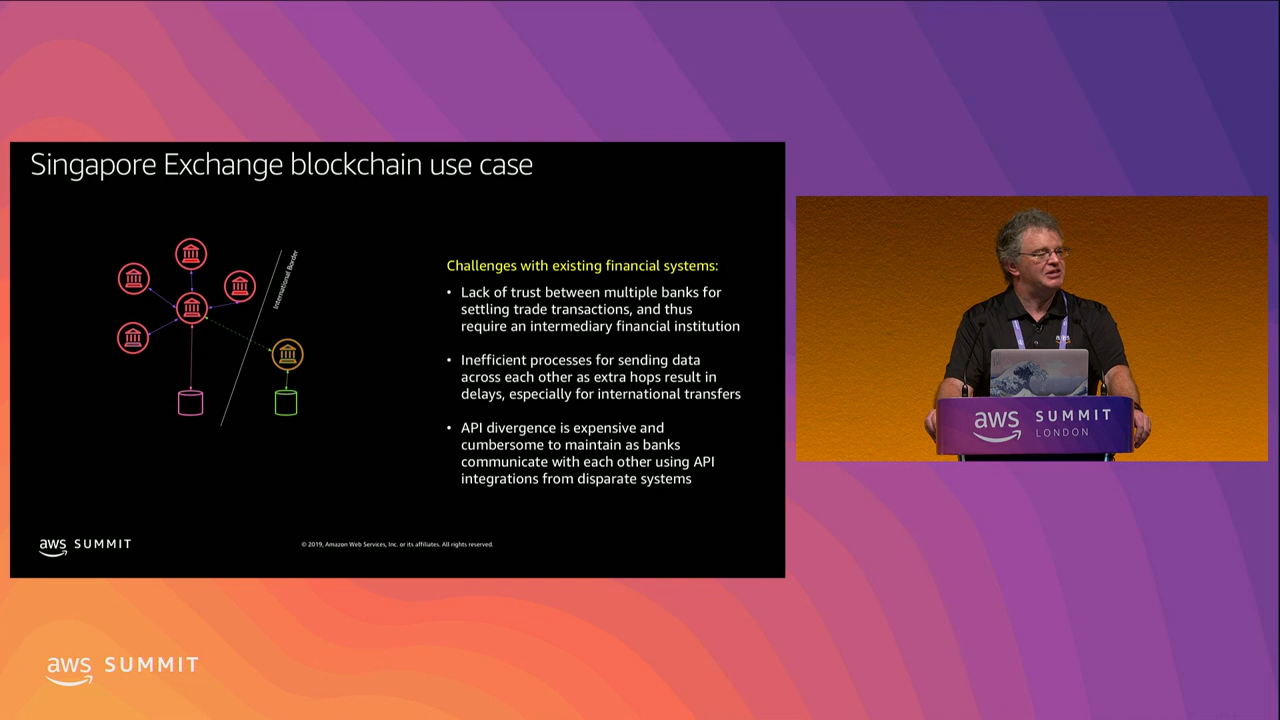 Singapore Exchange blockchain use case
International Border
Challenges with existing financial systems:
• Lack of trust between multiple banks for
settling trade transactions, and thus
require an intermediary financial institution
• Inefficient processes for sending data
across each other as extra hops result in
delays, especially for international transfers
• API divergence is expensive and
cumbersome to maintain as banks
communicate with each other using API
integrations from disparate systems
aws SUMMIT
© 2019, Amazon Web Services, Inc. or its affiliates. All rights reserved.
aws
aws SUMMIT
LONDON
aws SUMMIT